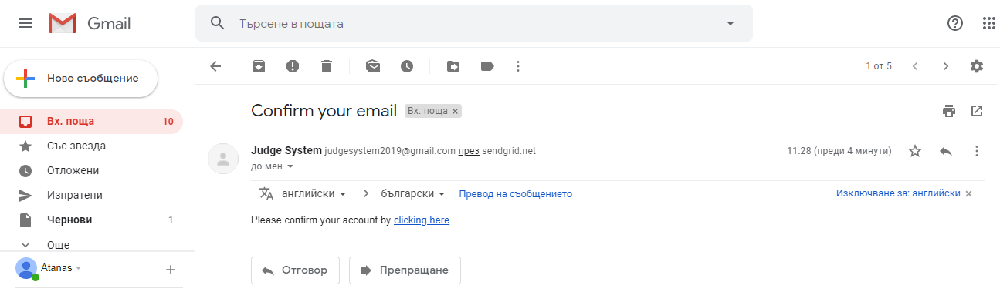 Gmail
Търсене в пощата
Ново съобщение
1 от 5
Confirm your email Вх. поща ×
Вх. поща 10
Със звезда
Отложени
Изпратени
Чернови 1
Още
Atanas
Judge System judgesystem2019@gmail.com през sendgrid.net 11:28 (преди 4 минути)
до мен
английски > български Превод на съобщението Изключване за: английски ×
Please confirm your account by clicking here.
Отговор Препращане